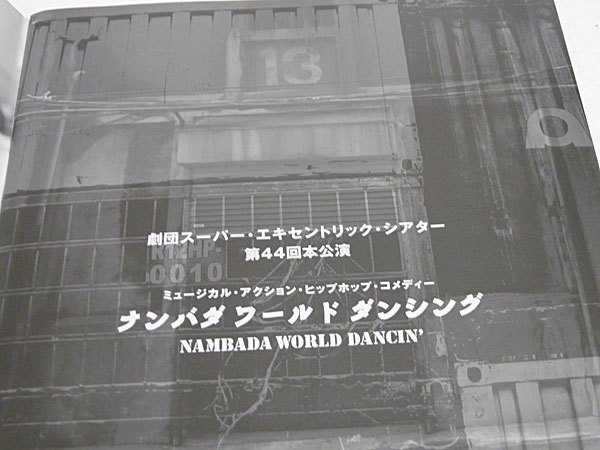 13
劇団スーパー・エキセントリック・シアター
第44回本公演
0010
ミュージカル・アクション・ヒップホップ・コメディー
ナンバダ ワールド ダンシング
NAMBADA WORLD DANCIN'